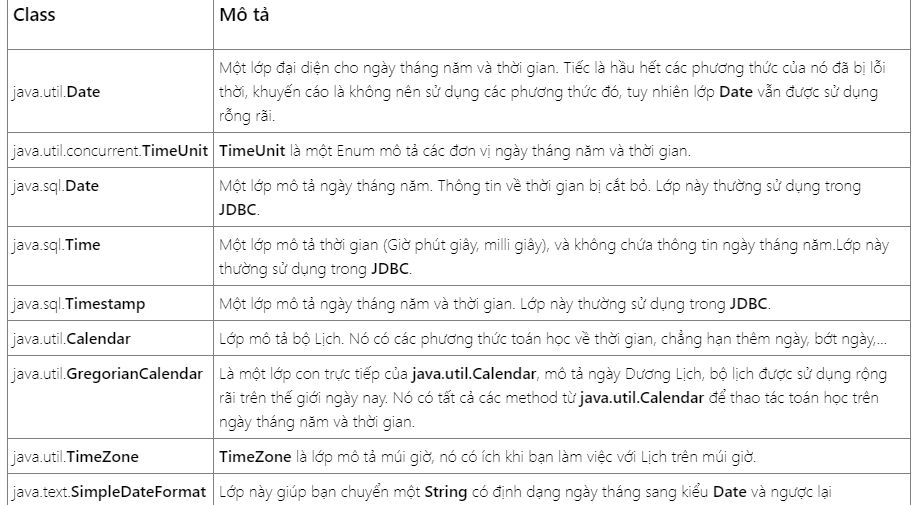 Class Mô tả
Một lớp đại diện cho ngày tháng năm và thời gian. Tiếc là hầu hết các phương thức của nó đã bị lỗi
java.util.Date thời, khuyến cáo là không nên sử dụng các phương thức đó, tuy nhiên lớp Date vẫn được sử dụng
rỗng rãi.
java.util.concurrent.TimeUnit TimeUnit là một Enum mô tả các đơn vị ngày tháng năm và thời gian.
java.sql.Date Một lớp mô tả ngày tháng năm. Thông tin về thời gian bị cắt bỏ. Lớp này thường sử dụng trong
JDBC.
java.sql.Time Một lớp mô tả thời gian (Giờ phút giây, milli giây), và không chứa thông tin ngày tháng năm.Lớp này
thường sử dụng trong JDBC.
java.sql.Timestamp Một lớp mô tả ngày tháng năm và thời gian. Lớp này thường sử dụng trong JDBC.
java.util.Calendar Lớp mô tả bộ Lịch. Nó có các phương thức toán học về thời gian, chẳng hạn thêm ngày, bớt ngày,...
java.util.GregorianCalendar Là một lớp con trực tiếp của java.util.Calendar, mô tả ngày Dương Lịch, bộ lịch được sử dụng rộng
rãi trên thế giới ngày nay. Nó có tất cả các method từ java.util.Calendar để thao tác toán học trên
ngày tháng năm và thời gian.
java.util.TimeZone TimeZone là lớp mô tả múi giờ, nó có ích khi bạn làm việc với Lịch trên múi giờ.
java.text.SimpleDateFormat Lớp này giúp bạn chuyển một String có định dạng ngày tháng sang kiểu Date và ngược lại